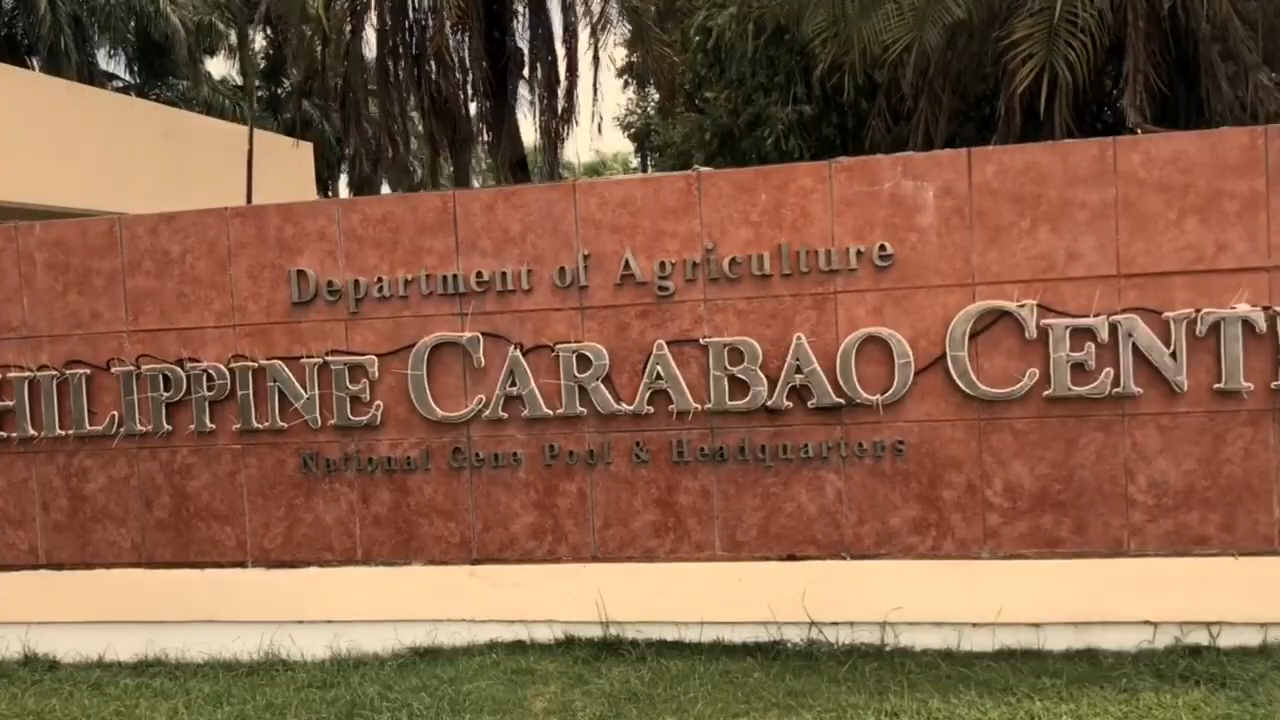 Department of Agriculture
HILIPPINE CARABAO CENT
National Gene Pool & Headquarters